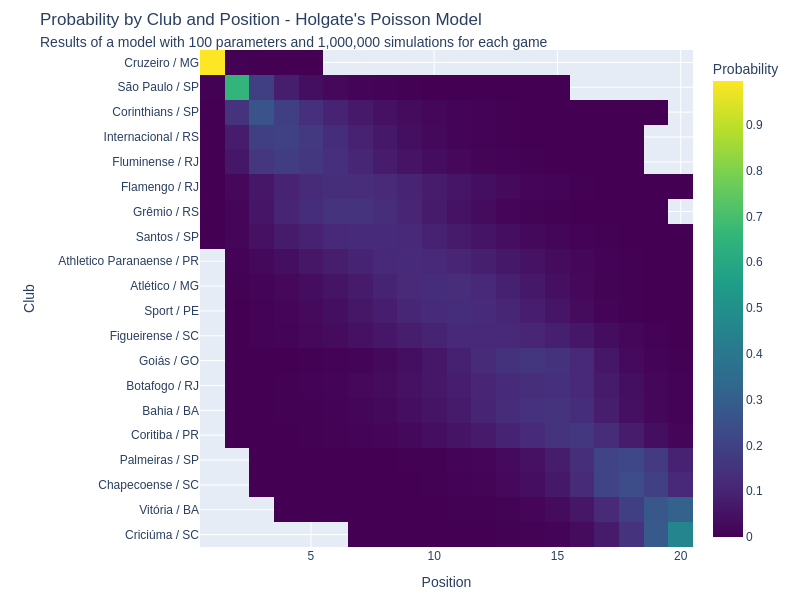 Probability by Club and Position - Holgate's Poisson Model
Results of a model with 100 parameters and 1,000,000 simulations for each game
Probability
Club
Cruzeiro / MG
São Paulo / SP
Corinthians / SP
Internacional / RS
Fluminense / RJ
Flamengo / RJ
Grêmio / RS
Santos / SP
Athletico Paranaense / PR
Atlético / MG
Sport / PE
Figueirense / SC
Goiás / GO
Botafogo / RJ
Bahia / BA
Coritiba / PR
Palmeiras / SP
Chapecoense / SC
Vitória / BA
Criciúma / SC
0.9
0.8
0.7
0.6
0.5
0.4
0.3
0.2
0.1
0
5 10 15 20
Position